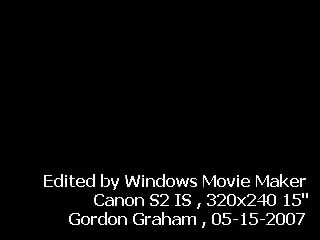 Edited by Windows Movie Maker
Canon S2 IS , 320x240 15"
Gordon Graham , 05-15-2007